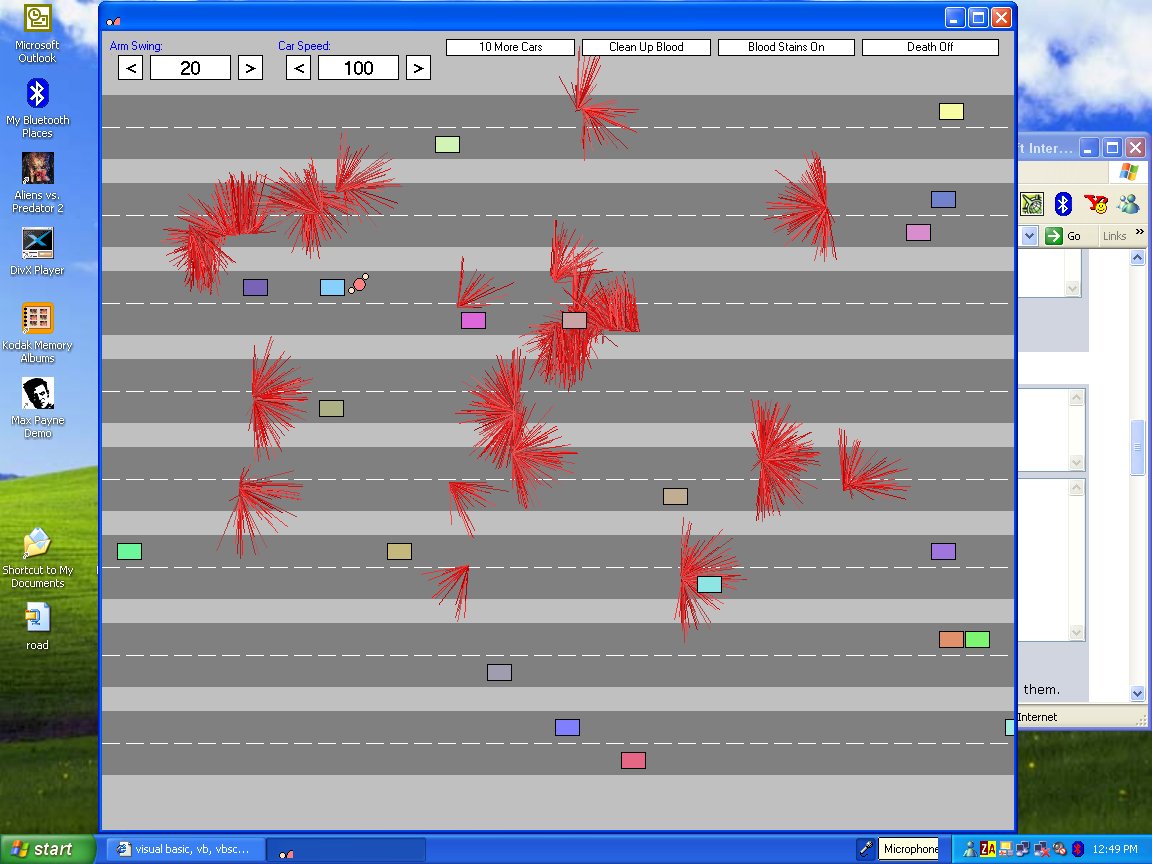 Microsoft
Outlook
My Bluetooth
Places
Aliens vs.
Predator 2
DivX Player
Kodak Memory
Albums
Max Payne
Demo
Shortcut to My
Documents
road
Arm Swing:
< 20 >
Car Speed:
< 100 >
10 More Cars
Clean Up Blood
Blood Stains On
Death Off
t Inter...
Go
Links »
them.
Internet
start
visual basic, vb, vbsc...
Microphone
ZA
12:49 PM